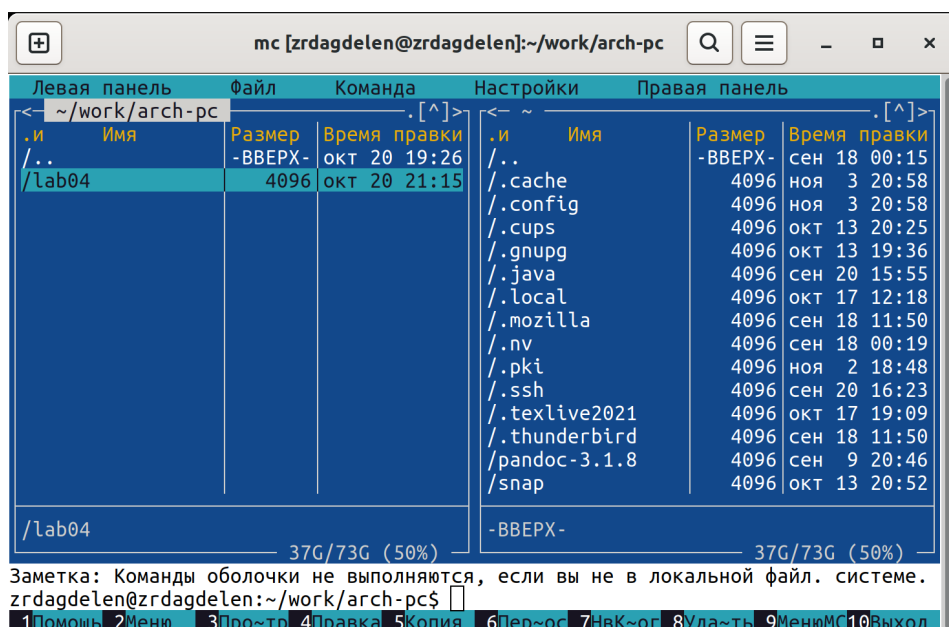 mc [zrdagdelen@zrdagdelen]:~/work/arch-pc
Левая панель Файл Команда Настройки Правая панель
<— ~/work/arch-pc .[^]>
.и Имя Размер Время правки
/.. -ВВЕРХ- окт 20 19:26
/lab04 4096 окт 20 21:15
/lab04
37G/73G (50%)
<— ~ .[^]>
.и Имя Размер Время правки
/.. -ВВЕРХ- сен 18 00:15
/.cache 4096 ноя 3 20:58
/.config 4096 ноя 3 20:58
/.cups 4096 окт 13 20:25
/.gnupg 4096 окт 13 19:36
/.java 4096 сен 20 15:55
/.local 4096 окт 17 12:18
/.mozilla 4096 сен 18 11:50
/.nv 4096 сен 18 00:19
/.pki 4096 ноя 2 18:48
/.ssh 4096 сен 20 16:23
/.texlive2021 4096 окт 17 19:09
/.thunderbird 4096 сен 18 11:50
/pandoc-3.1.8 4096 сен 9 20:46
/snap 4096 окт 13 20:52
-ВВЕРХ-
37G/73G (50%)
Заметка: Команды оболочки не выполняются, если вы не в локальной файл. системе.
zrdagdelen@zrdagdelen:~/work/arch-pc$
1Помощь 2Меню 3Про~тр 4Правка 5Копия 6Пер~ос 7НвК~ог 8Уда~ть 9МенюMC 10Выход